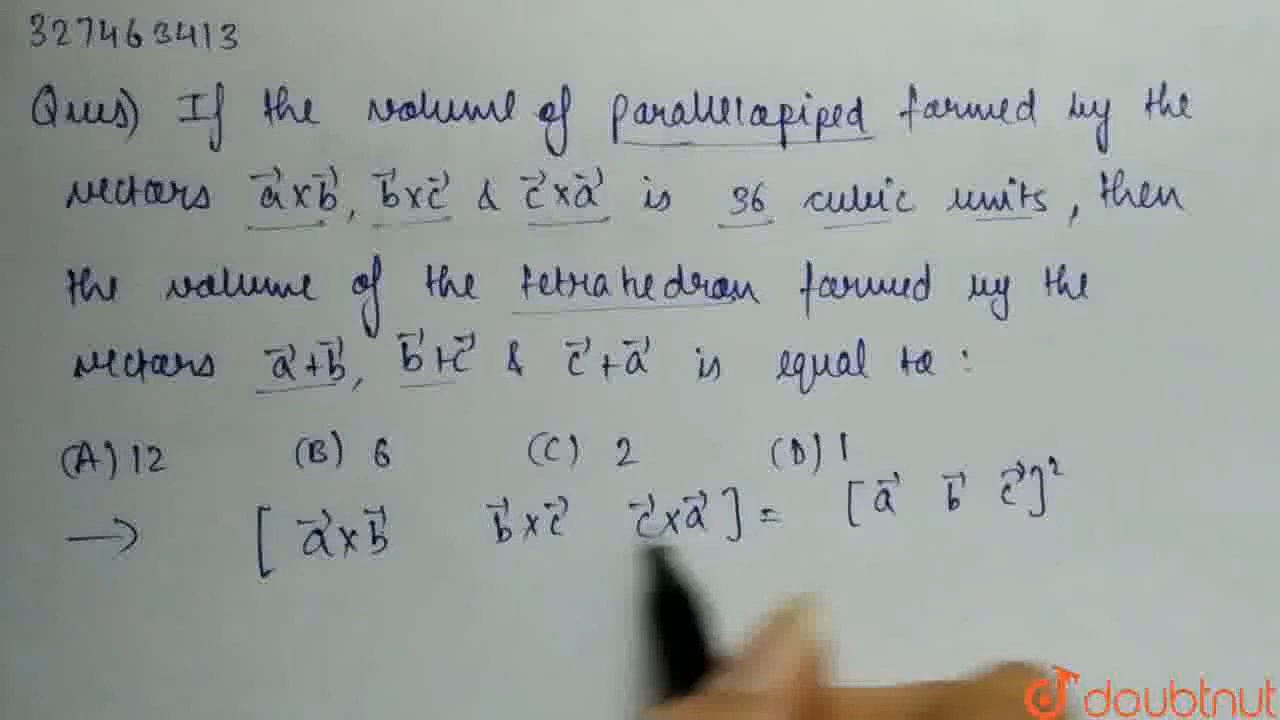 327463413
Ques) If the volume of parallelapiped formed by the
vectors a⃗×b⃗, b⃗×c⃗ & c⃗×a⃗ is 36 cubic units, then
the volume of the tetrahedron formed by the
vectors a⃗+b⃗, b⃗+c⃗ & c⃗+a⃗ is equal to :
(A) 12 (B) 6 (C) 2 (D) 1
→ [ a⃗×b⃗ b⃗×c⃗ c⃗×a⃗ ] = [ a⃗ b⃗ c⃗ ]²
doubtnut